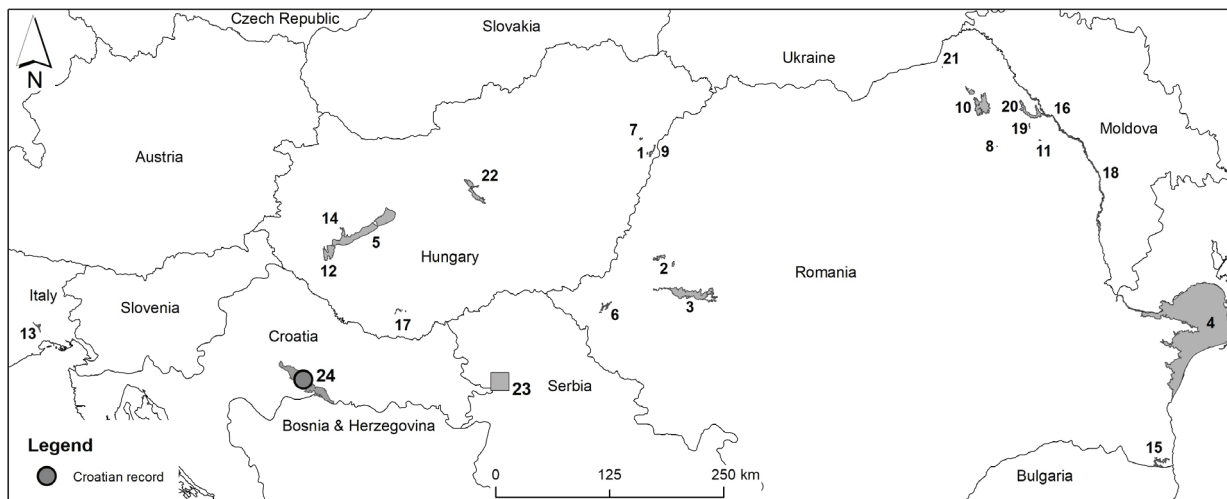 Czech Republic
Slovakia
Ukraine
N
21
10
20
16
7
19
Moldova
1
9
8
11
Austria
22
18
14
5
12
Hungary
2
Romania
Italy
Slovenia
6
3
4
13
17
Croatia
24
23
Serbia
Bosnia & Herzegovina
Legend
15
Croatian record
0
125
250 km
Bulgaria